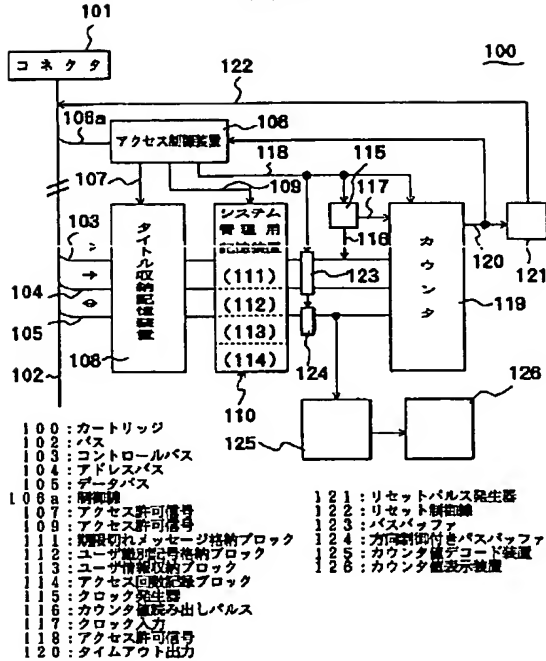 101
100
コネクタ
122
106a
106
アクセス制御装置
118
115
107
109
117
103
タイトル収納記憶装置
システム
管理用
記憶装置
116
カウンタ
120
121
(111)
123
119
104
(112)
105
(113)
108
(114)
124
126
102
110
125
100:カートリッジ
102:バス
103:コントロールバス
104:アドレスバス
105:データバス
106a:制御線
107:アクセス許可信号
109:アクセス許可信号
111:期限切れメッセージ格納ブロック
112:ユーザ識別記号格納ブロック
113:ユーザ情報収納ブロック
114:アクセス回数記録ブロック
115:クロック発生器
116:カウンタ値読み出しパルス
117:クロック入力
118:アクセス許可信号
120:タイムアウト出力
121:リセットパルス発生器
122:リセット制御線
123:バスバッファ
124:方向制御付きバスバッファ
125:カウンタ値デコード装置
126:カウンタ値表示装置